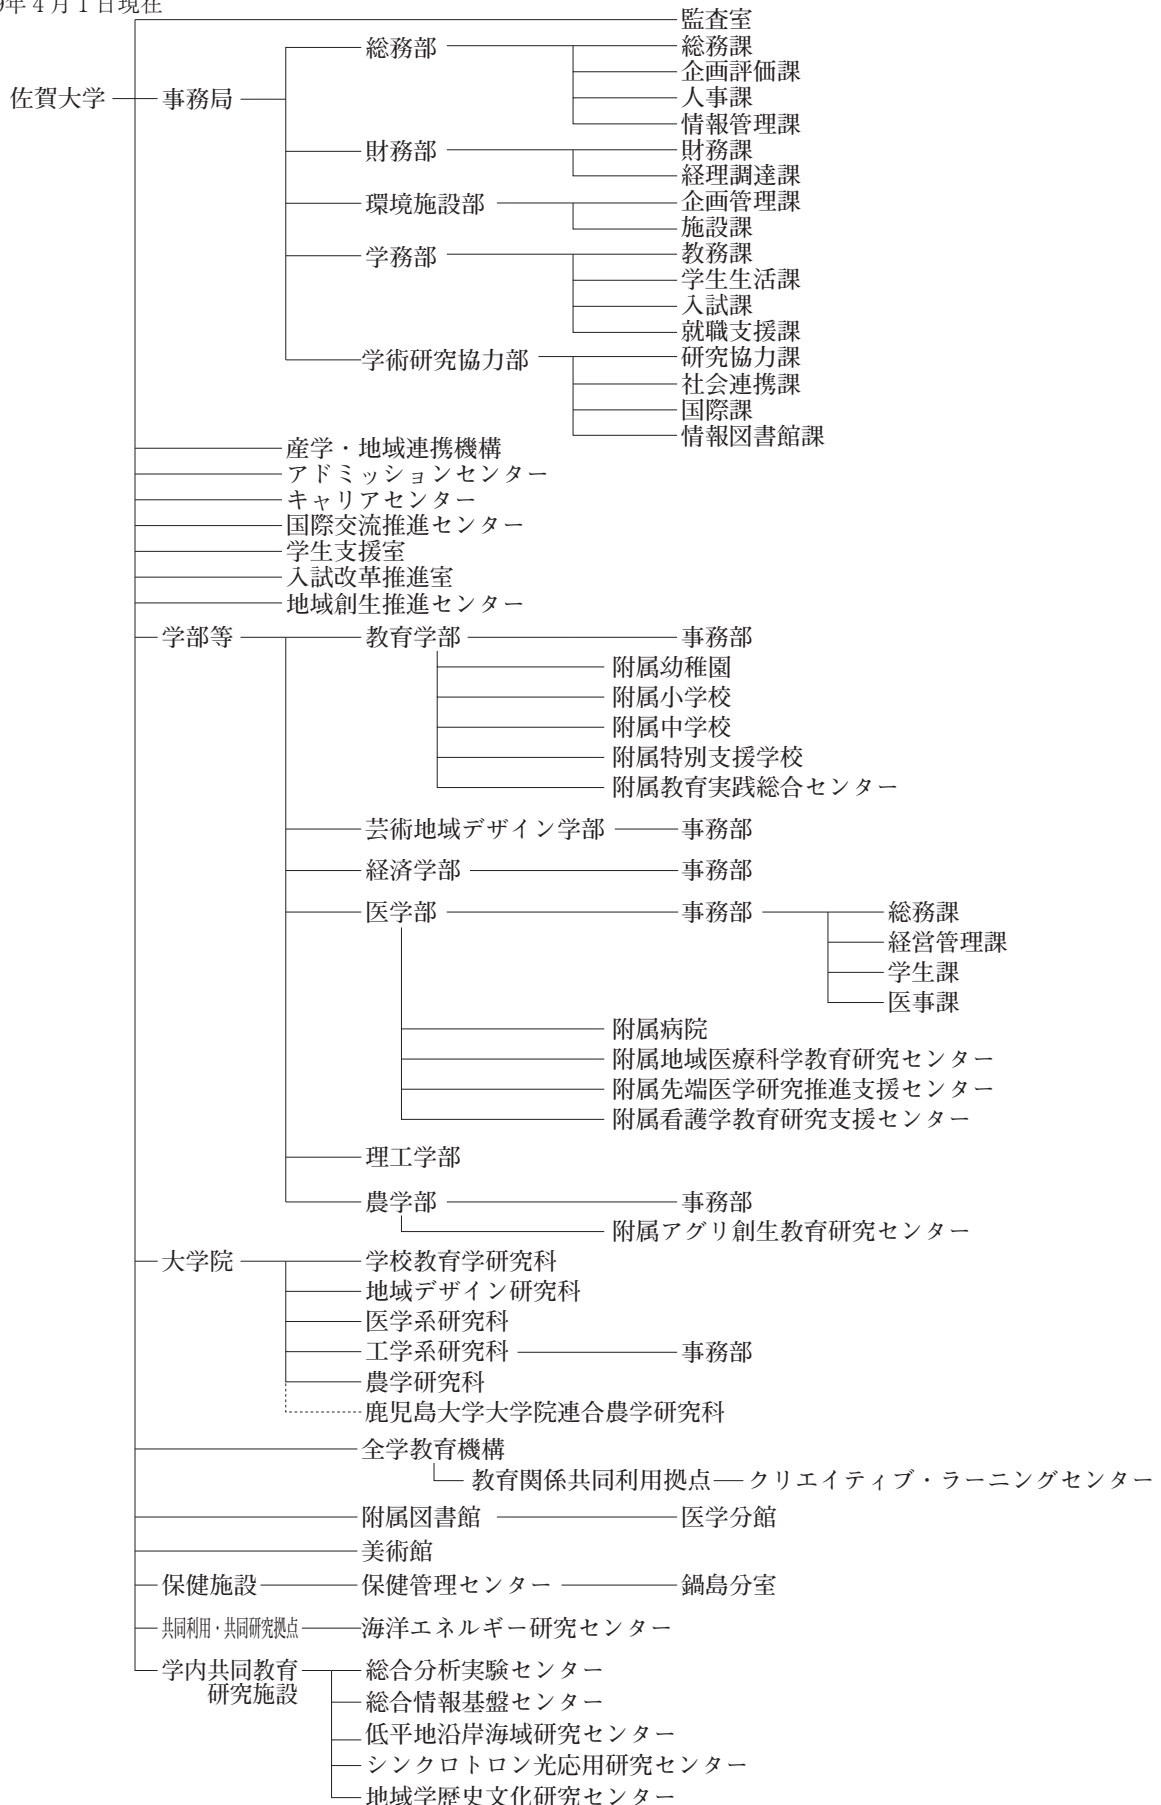 9年４月１日現在
監査室
佐賀大学 事務局 総務部 総務課
企画評価課
人事課
情報管理課
財務部 財務課
経理調達課
環境施設部 企画管理課
施設課
学務部 教務課
学生生活課
入試課
就職支援課
学術研究協力部 研究協力課
社会連携課
国際課
情報図書館課
産学・地域連携機構
アドミッションセンター
キャリアセンター
国際交流推進センター
学生支援室
入試改革推進室
地域創生推進センター
学部等 教育学部 事務部
附属幼稚園
附属小学校
附属中学校
附属特別支援学校
附属教育実践総合センター
芸術地域デザイン学部 事務部
経済学部 事務部
医学部 事務部 総務課
経営管理課
学生課
医事課
附属病院
附属地域医療科学教育研究センター
附属先端医学研究推進支援センター
附属看護学教育研究支援センター
理工学部
農学部 事務部
附属アグリ創生教育研究センター
大学院 学校教育学研究科
地域デザイン研究科
医学系研究科
工学系研究科 事務部
農学研究科
鹿児島大学大学院連合農学研究科
全学教育機構
教育関係共同利用拠点 クリエイティブ・ラーニングセンター
附属図書館 医学分館
美術館
保健施設 保健管理センター 鍋島分室
共同利用・共同研究拠点 海洋エネルギー研究センター
学内共同教育 総合分析実験センター
研究施設 総合情報基盤センター
低平地沿岸海域研究センター
シンクロトロン光応用研究センター
地域学歴史文化研究センター